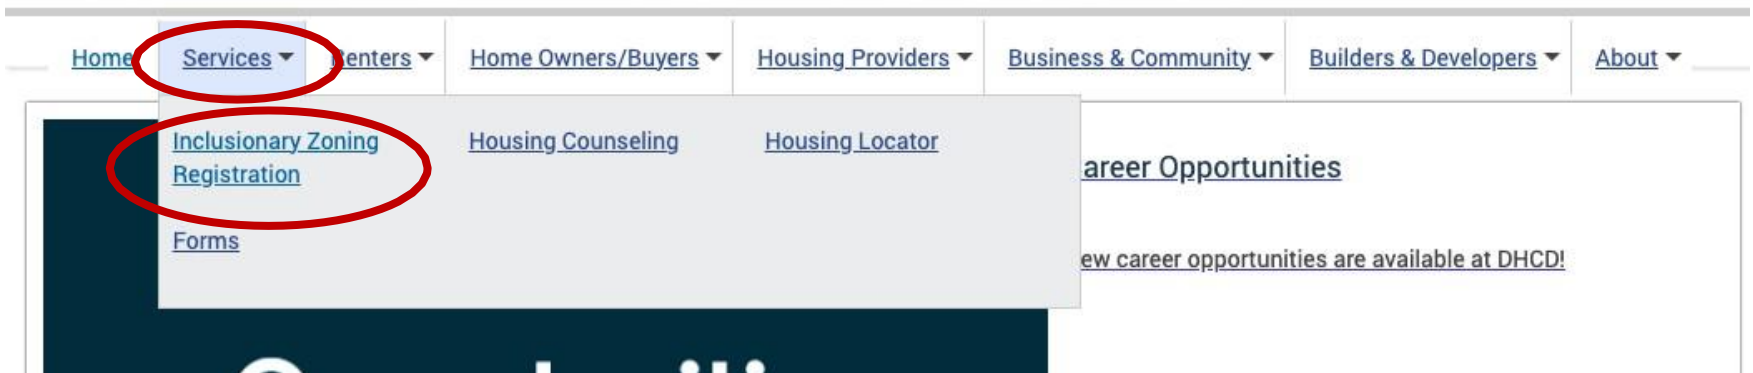 Home Services Renters Home Owners/Buyers Housing Providers Business & Community Builders & Developers About
Inclusionary Zoning Housing Counseling Housing Locator
Registration
areer Opportunities
Forms
ew career opportunities are available at DHCD!